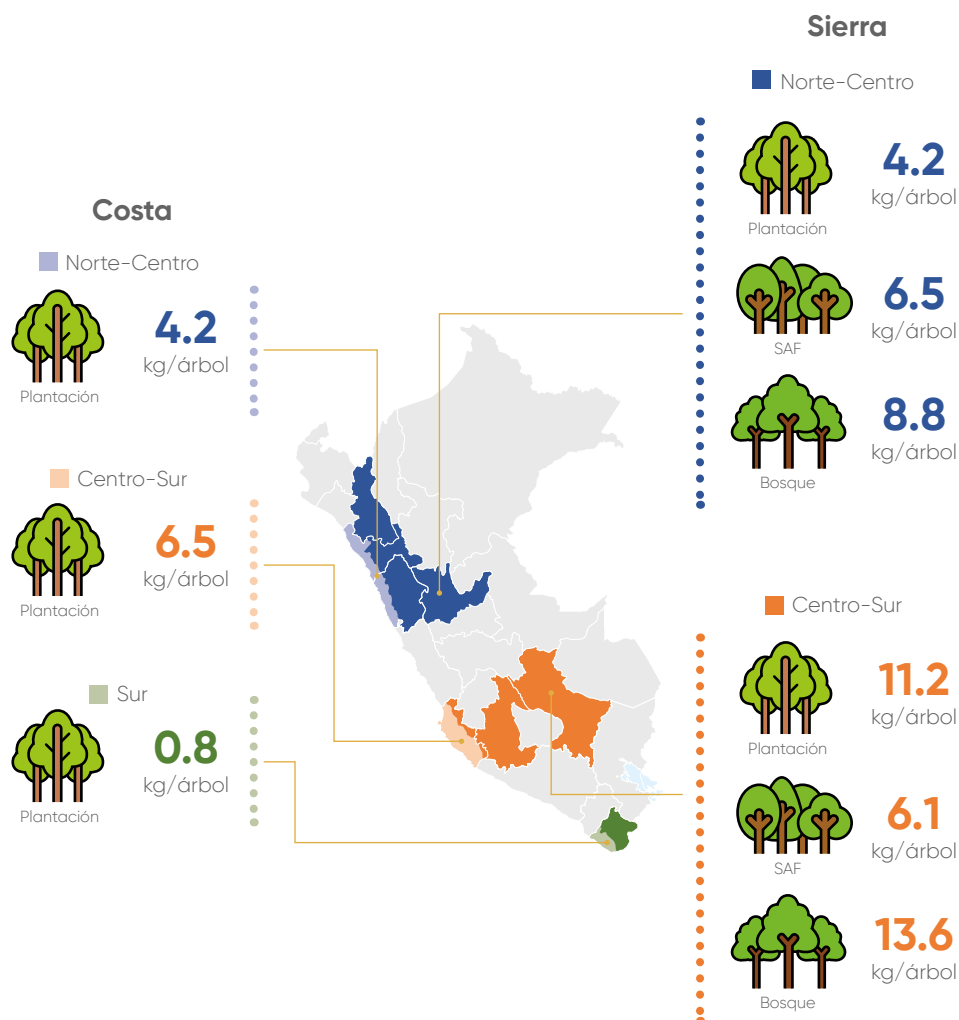 Costa
Norte-Centro
4.2
kg/árbol
Plantación
Centro-Sur
6.5
kg/árbol
Plantación
Sur
0.8
kg/árbol
Plantación
Sierra
Norte-Centro
4.2
kg/árbol
Plantación
6.5
kg/árbol
SAF
8.8
kg/árbol
Bosque
Centro-Sur
11.2
kg/árbol
Plantación
6.1
kg/árbol
SAF
13.6
kg/árbol
Bosque